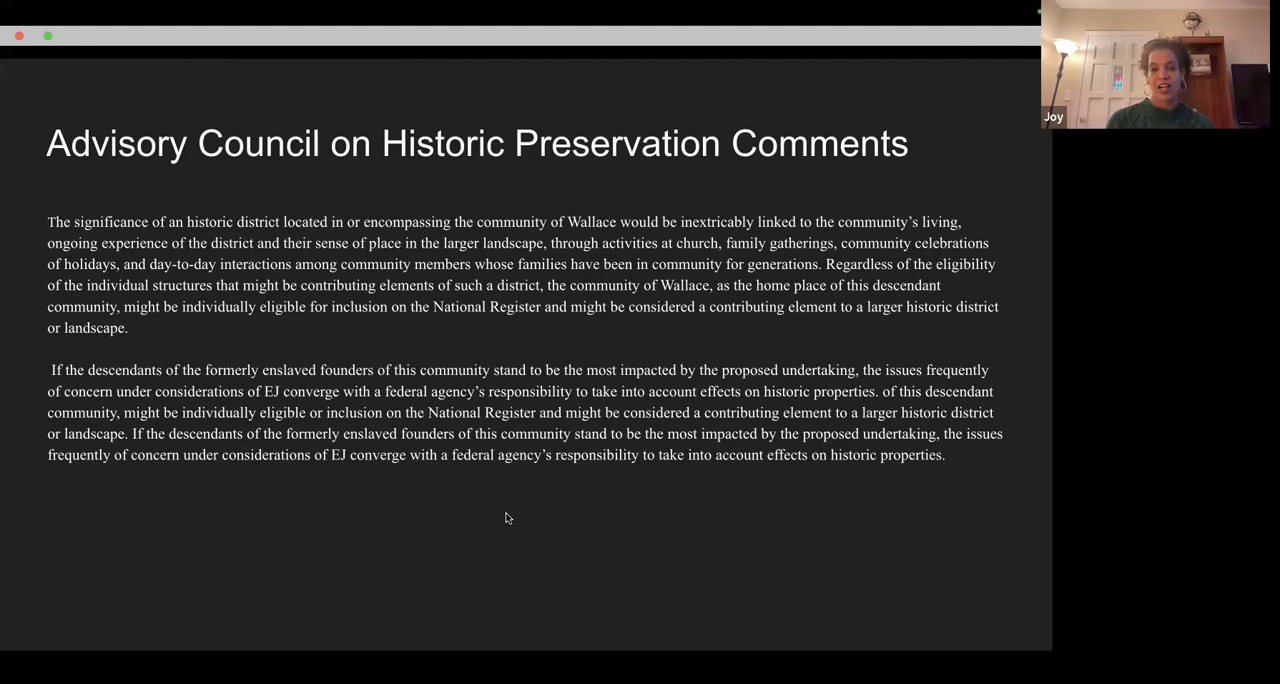 Advisory Council on Historic Preservation Comments
The significance of an historic district located in or encompassing the community of Wallace would be inextricably linked to the community's living,
ongoing experience of the district and their sense of place in the larger landscape, through activities at church, family gatherings, community celebrations
of holidays, and day-to-day interactions among community members whose families have been in community for generations. Regardless of the eligibility
of the individual structures that might be contributing elements of such a district, the community of Wallace, as the home place of this descendant
community, might be individually eligible for inclusion on the National Register and might be considered a contributing element to a larger historic district
or landscape.
If the descendants of the formerly enslaved founders of this community stand to be the most impacted by the proposed undertaking, the issues frequently
of concern under considerations of EJ converge with a federal agency's responsibility to take into account effects on historic properties. of this descendant
community, might be individually eligible or inclusion on the National Register and might be considered a contributing element to a larger historic district
or landscape. If the descendants of the formerly enslaved founders of this community stand to be the most impacted by the proposed undertaking, the issues
frequently of concern under considerations of EJ converge with a federal agency's responsibility to take into account effects on historic properties.
Joy